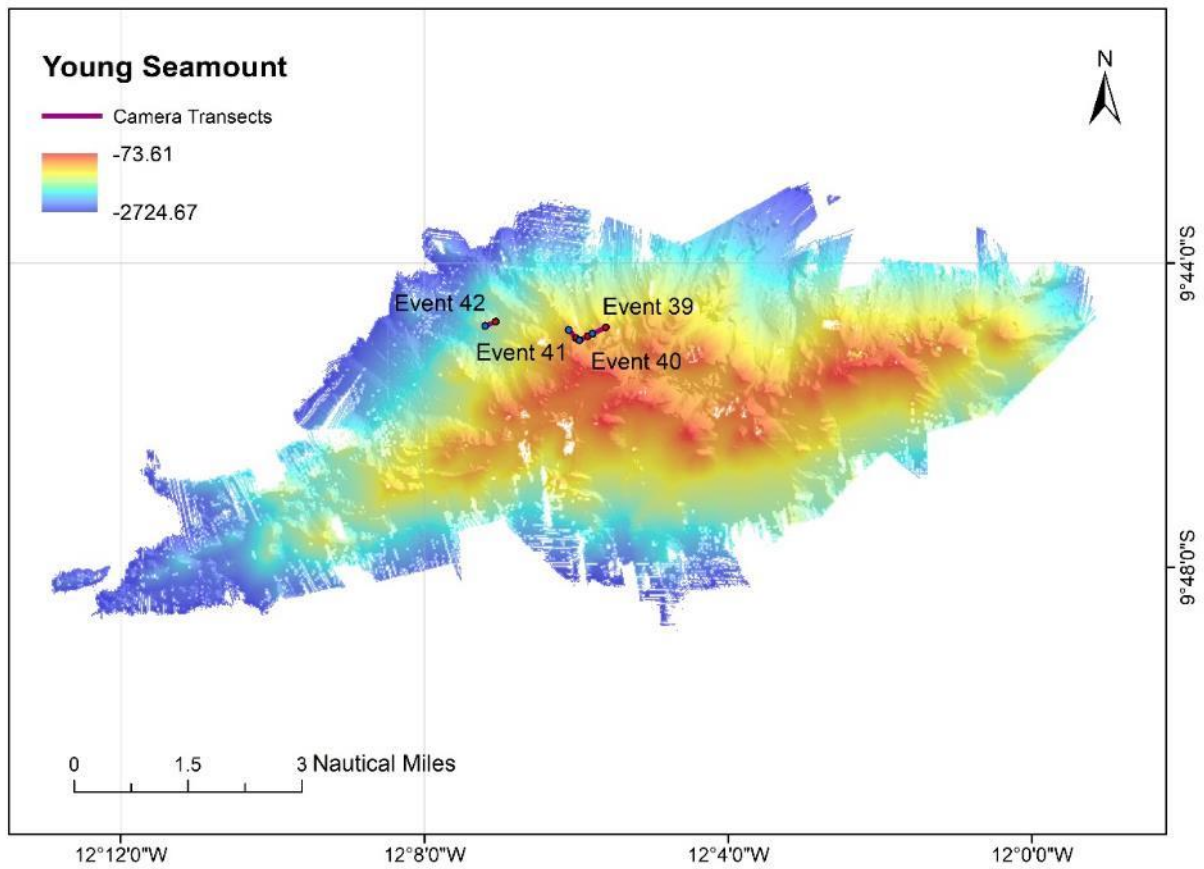 Young Seamount
N
Camera Transects
-73.61
-2724.67
9°44'0"S
Event 42
Event 39
Event 41
Event 40
9°48'0"S
0 1.5 3 Nautical Miles
12°12'0"W 12°8'0"W 12°4'0"W 12°0'0"W